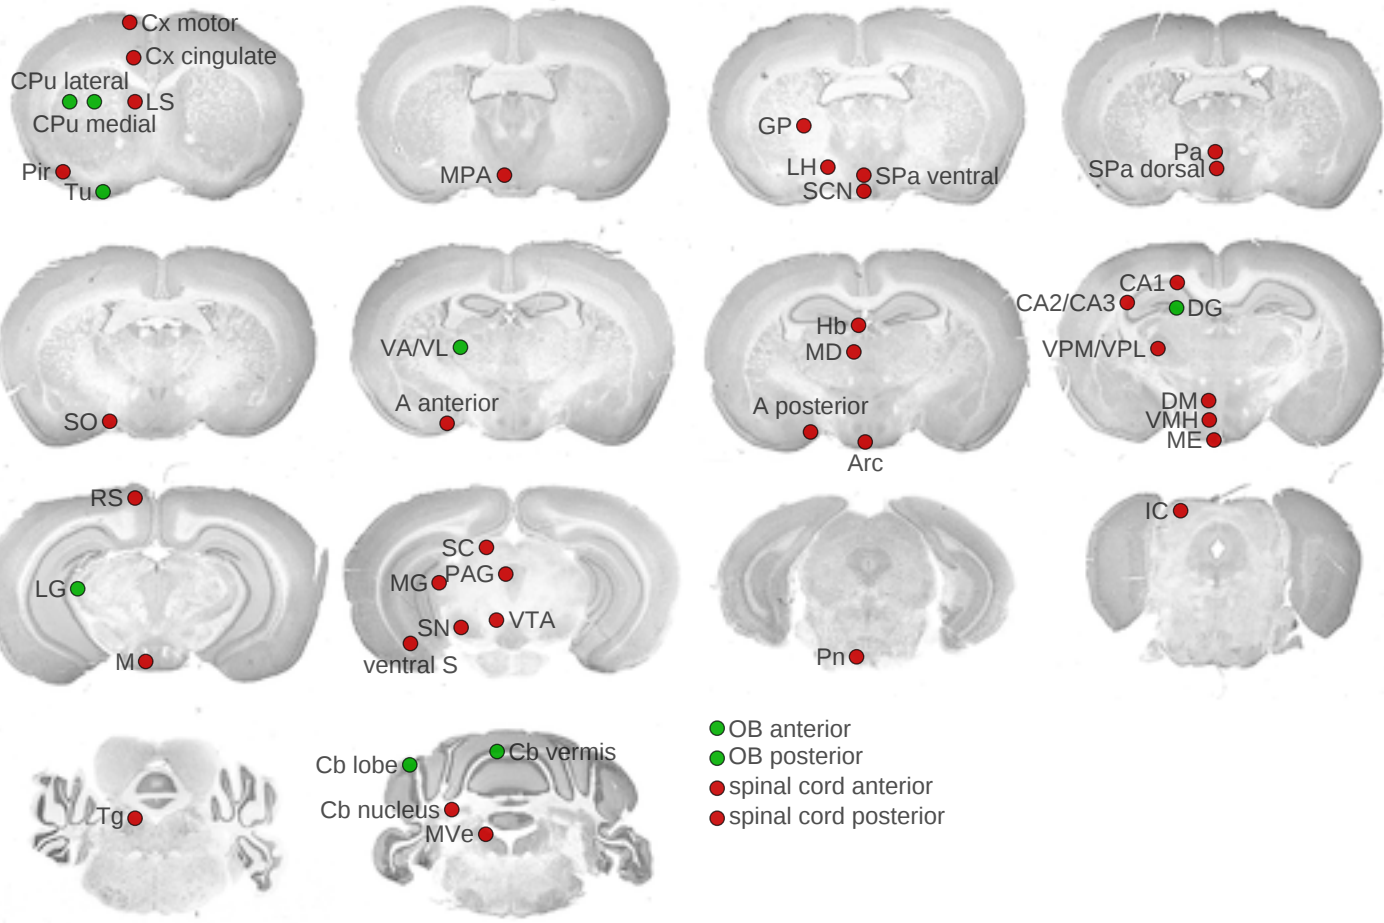 Cx motor
Cx cingulate
CPu lateral
LS
CPu medial
Pir
Tu
MPA
GP
LH
SPa ventral
SCN
Pa
SPa dorsal
SO
VA/VL
A anterior
Hb
MD
A posterior
Arc
CA1
CA2/CA3
DG
VPM/VPL
DM
VMH
ME
RS
LG
M
SC
MG
PAG
SN
VTA
ventral S
Pn
IC
Tg
Cb lobe
Cb vermis
Cb nucleus
MVe
OB anterior
OB posterior
spinal cord anterior
spinal cord posterior